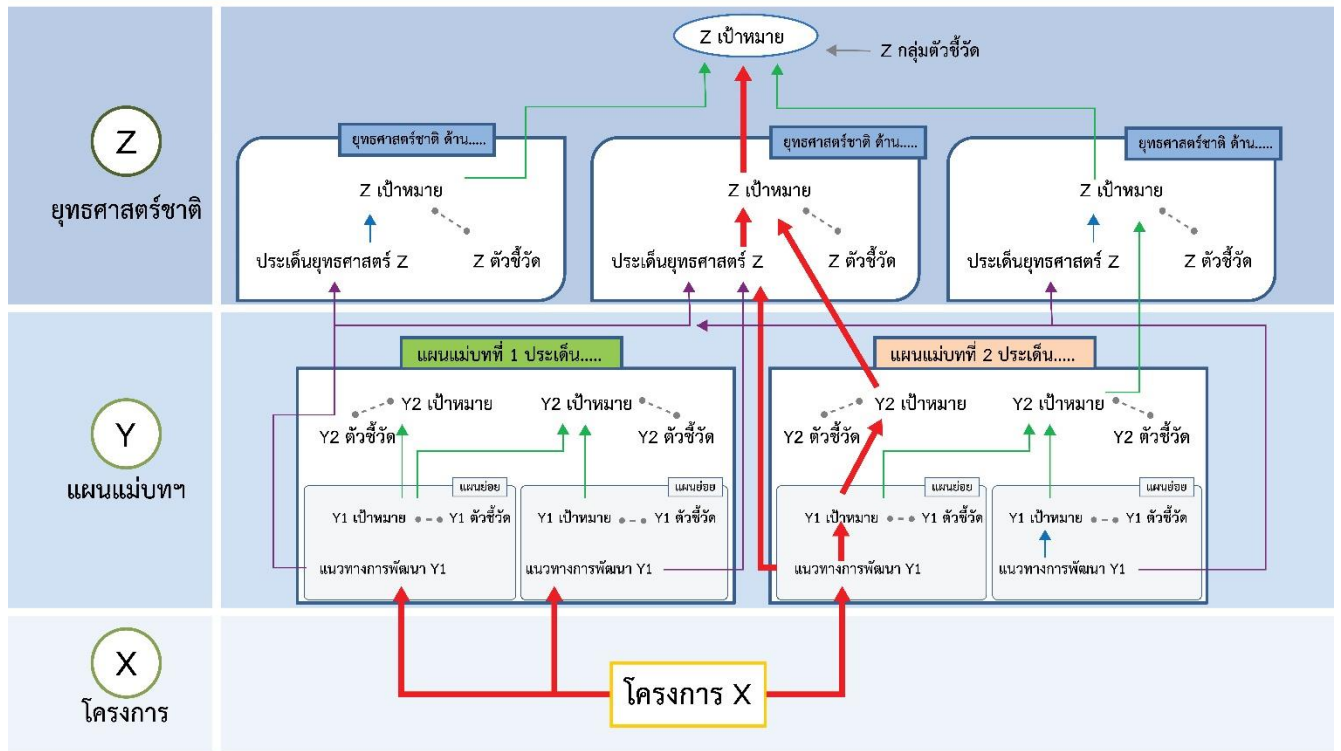 Z เป้าหมาย
Z กลุ่มตัวชี้วัด
Z
ยุทธศาสตร์ชาติ
ยุทธศาสตร์ชาติ ด้าน.....
Z เป้าหมาย
ประเด็นยุทธศาสตร์ Z
Z ตัวชี้วัด
ยุทธศาสตร์ชาติ ด้าน.....
Z เป้าหมาย
ประเด็นยุทธศาสตร์ Z
Z ตัวชี้วัด
ยุทธศาสตร์ชาติ ด้าน.....
Z เป้าหมาย
ประเด็นยุทธศาสตร์ Z
Z ตัวชี้วัด
Y
แผนแม่บทฯ
แผนแม่บทที่ 1 ประเด็น.....
Y2 เป้าหมาย
Y2 ตัวชี้วัด
Y2 เป้าหมาย
Y2 ตัวชี้วัด
แผนย่อย
Y1 เป้าหมาย
Y1 ตัวชี้วัด
แนวทางการพัฒนา Y1
แผนย่อย
Y1 เป้าหมาย
Y1 ตัวชี้วัด
แนวทางการพัฒนา Y1
แผนแม่บทที่ 2 ประเด็น.....
Y2 เป้าหมาย
Y2 ตัวชี้วัด
Y2 เป้าหมาย
Y2 ตัวชี้วัด
แผนย่อย
Y1 เป้าหมาย
Y1 ตัวชี้วัด
แนวทางการพัฒนา Y1
แผนย่อย
Y1 เป้าหมาย
Y1 ตัวชี้วัด
แนวทางการพัฒนา Y1
X
โครงการ
โครงการ X